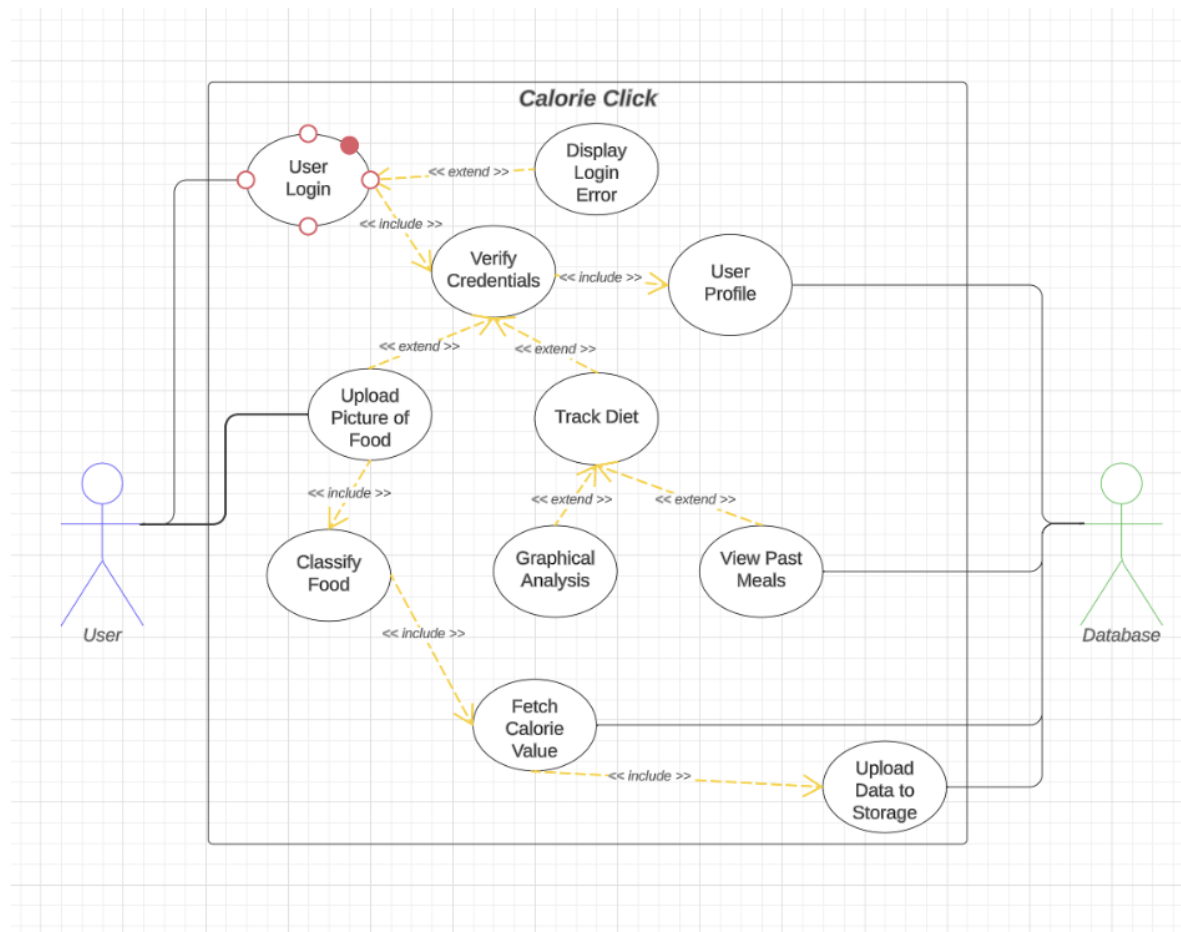 Calorie Click
User
Login
<< extend >>
Display
Login
Error
<< include >>
Verify
Credentials
<< include >>
User
Profile
<< extend >>
<< extend >>
Upload
Picture of
Food
Track Diet
<< include >>
<< extend >>
<< extend >>
Classify
Food
Graphical
Analysis
View Past
Meals
User
Database
<< include >>
Fetch
Calorie
Value
<< include >>
Upload
Data to
Storage